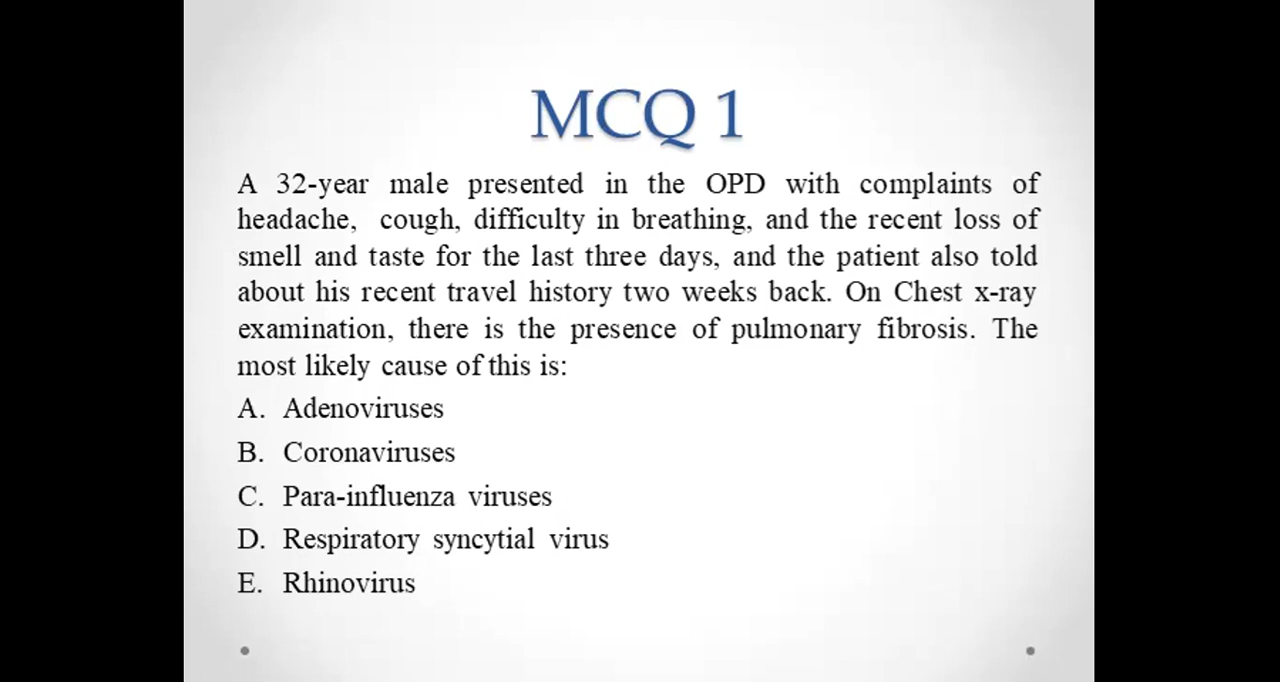 MCQ 1
A 32-year male presented in the OPD with complaints of
headache, cough, difficulty in breathing, and the recent loss of
smell and taste for the last three days, and the patient also told
about his recent travel history two weeks back. On Chest x-ray
examination, there is the presence of pulmonary fibrosis. The
most likely cause of this is:
A. Adenoviruses
B. Coronaviruses
C. Para-influenza viruses
D. Respiratory syncytial virus
E. Rhinovirus